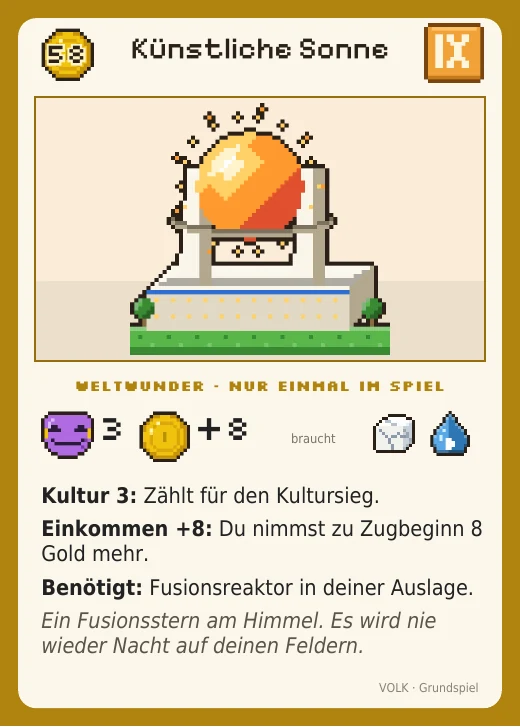 58
Künstliche Sonne
IX
WELTWUNDER - NUR EINMAL IM SPIEL
3
+8
braucht
Kultur 3: Zählt für den Kultursieg.
Einkommen +8: Du nimmst zu Zugbeginn 8
Gold mehr.
Benötigt: Fusionsreaktor in deiner Auslage.
Ein Fusionsstern am Himmel. Es wird nie
wieder Nacht auf deinen Feldern.
VOLK · Grundspiel